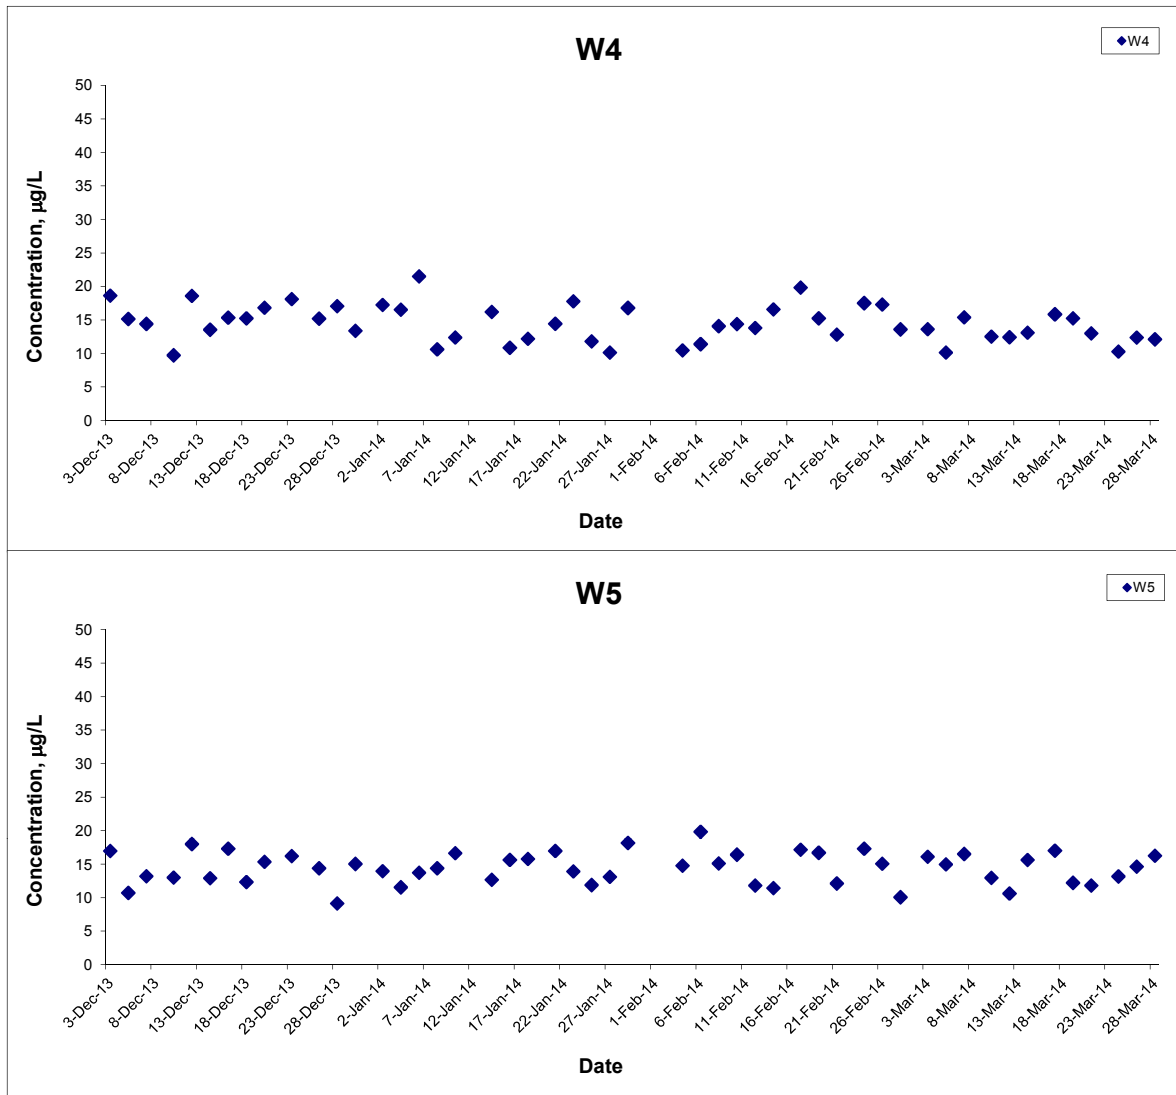 W4
W4
50
45
40
35
30
25
20
15
10
5
0
Concentration, µg/L
3-Dec-13
8-Dec-13
13-Dec-13
18-Dec-13
23-Dec-13
28-Dec-13
2-Jan-14
7-Jan-14
12-Jan-14
17-Jan-14
22-Jan-14
27-Jan-14
1-Feb-14
6-Feb-14
11-Feb-14
16-Feb-14
21-Feb-14
26-Feb-14
3-Mar-14
8-Mar-14
13-Mar-14
18-Mar-14
23-Mar-14
28-Mar-14
Date
W5
W5
50
45
40
35
30
25
20
15
10
5
0
Concentration, µg/L
3-Dec-13
8-Dec-13
13-Dec-13
18-Dec-13
23-Dec-13
28-Dec-13
2-Jan-14
7-Jan-14
12-Jan-14
17-Jan-14
22-Jan-14
27-Jan-14
1-Feb-14
6-Feb-14
11-Feb-14
16-Feb-14
21-Feb-14
26-Feb-14
3-Mar-14
8-Mar-14
13-Mar-14
18-Mar-14
23-Mar-14
28-Mar-14
Date